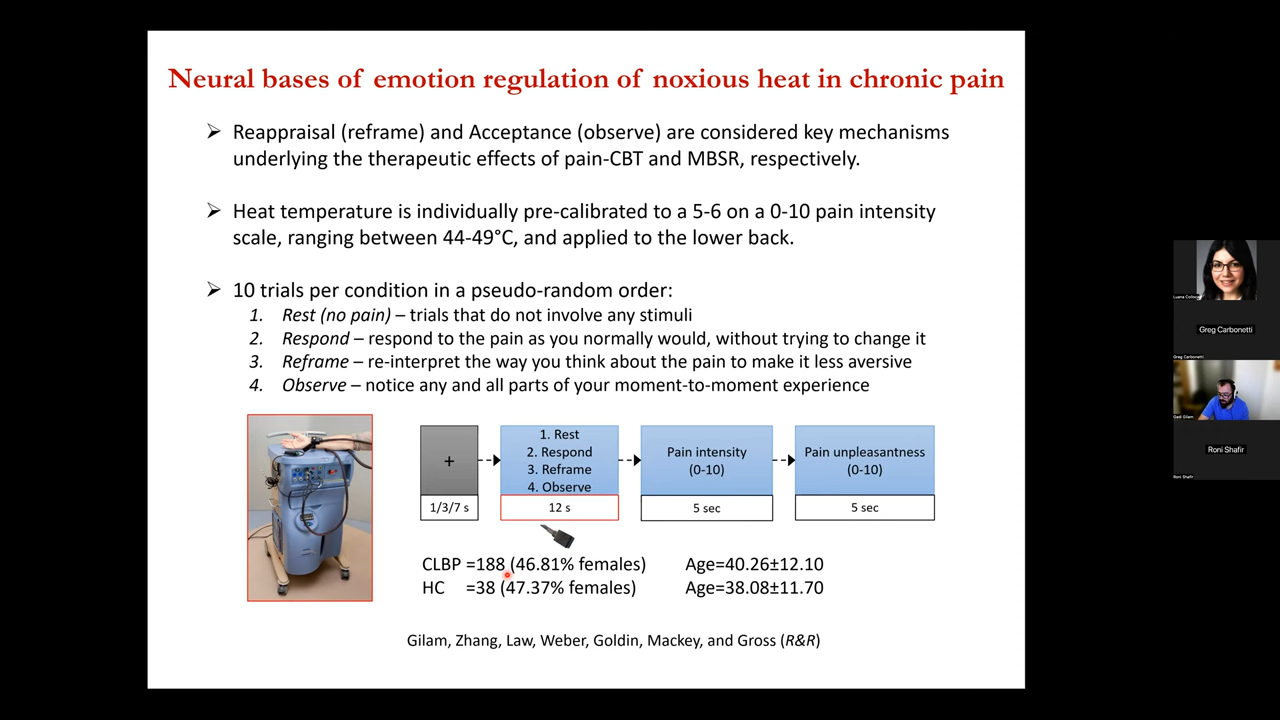 Neural bases of emotion regulation of noxious heat in chronic pain
➢ Reappraisal (reframe) and Acceptance (observe) are considered key mechanisms
underlying the therapeutic effects of pain-CBT and MBSR, respectively.
➢ Heat temperature is individually pre-calibrated to a 5-6 on a 0-10 pain intensity
scale, ranging between 44-49°C, and applied to the lower back.
➢ 10 trials per condition in a pseudo-random order:
1. Rest (no pain) – trials that do not involve any stimuli
2. Respond – respond to the pain as you normally would, without trying to change it
3. Reframe – re-interpret the way you think about the pain to make it less aversive
4. Observe – notice any and all parts of your moment-to-moment experience
+
1/3/7 s
1. Rest
2. Respond
3. Reframe
4. Observe
12 s
Pain intensity
(0-10)
5 sec
Pain unpleasantness
(0-10)
5 sec
CLBP =188 (46.81% females) Age=40.26±12.10
HC =38 (47.37% females) Age=38.08±11.70
Gilam, Zhang, Law, Weber, Goldin, Mackey, and Gross (R&R)
Luana Colloca
Greg Carbonetti
Greg Carbonetti
Gadi Gilam
Roni Shafir
Roni Shafir